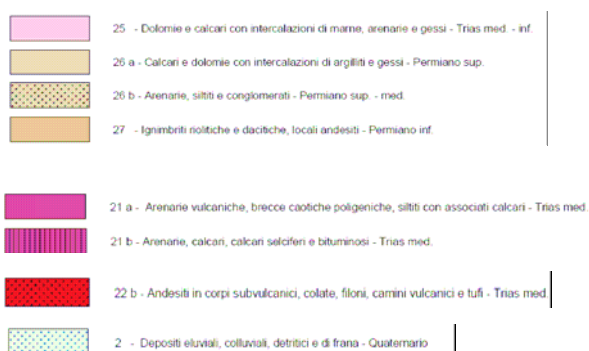 25 - Dolomie e calcari con intercalazioni di marne, arenarie e gessi - Trias med. - inf.
26 a - Calcari e dolomie con intercalazioni di argilliti e gessi - Permiano sup.
26 b - Arenarie, siltiti e conglomerati - Permiano sup. - med.
27 - Ignimbriti riolitiche e dacitiche, locali andesiti - Permiano inf.
21 a - Arenarie vulcaniche, brecce caotiche poligeniche, siltiti con associati calcari - Trias med.
21 b - Arenarie, calcari, calcari selciferi e bituminosi - Trias med.
22 b - Andesiti in corpi subvulcanici, colate, filoni, camini vulcanici e tufi - Trias med.
2 - Depositi eluviali, colluviali, detritici e di frana - Quaternario